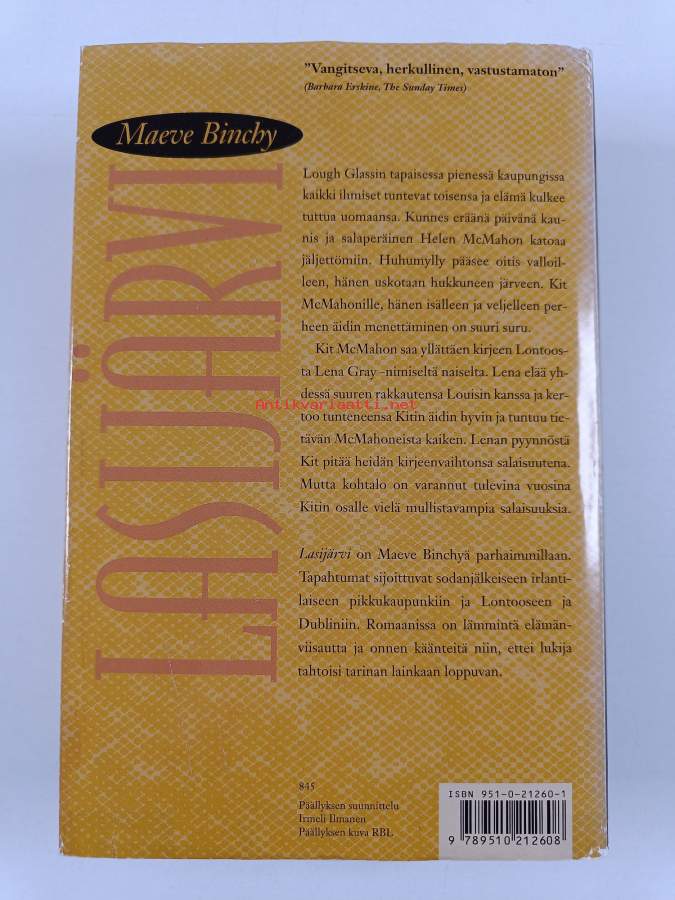 "Vangitseva, herkullinen, vastustamaton"
(Barbara Erskine, The Sunday Times)
Maeve Binchy
LASIJÄRVI
Lough Glassin tapaisessa pienessä kaupungissa
kaikki ihmiset tuntevat toisensa ja elämä kulkee
tuttua uomaansa. Kunnes eräänä päivänä kau-
nis ja salaperäinen Helen McMahon katoaa
jäljettömiin. Huhumylly pääsee oitis valloil-
leen, hänen uskotaan hukkuneen järveen. Kit
McMahonille, hänen isälleen ja veljelleen per-
heen äidin menettäminen on suuri suru.
Kit McMahon saa yllättäen kirjeen Lontoos-
ta Lena Gray -nimiseltä naiselta. Lena elää yh-
dessä suuren rakkautensa Louisin kanssa ja ker-
Antikvariaatti.net
too tunteneensa Kitin äidin hyvin ja tuntuu tie-
tävän McMahoneista kaiken. Lenan pyynnöstä
Kit pitää heidän kirjeenvaihtonsa salaisuutena.
Mutta kohtalo on varannut tulevina vuosina
Kitin osalle vielä mullistavampia salaisuuksia.
Lasijärvi on Maeve Binchyä parhaimmillaan.
Tapahtumat sijoittuvat sodanjälkeiseen irlanti-
laiseen pikkukaupunkiin ja Lontooseen ja
Dubliniin. Romaanissa on lämmintä elämän-
viisautta ja onnen käänteitä niin, ettei lukija
tahtoisi tarinan lainkaan loppuvan.
845
Päällyksen suunnittelu
Irmeli Ilmanen
Päällyksen kuva RBL
ISBN 951-0-21260-1
9 789510 212608